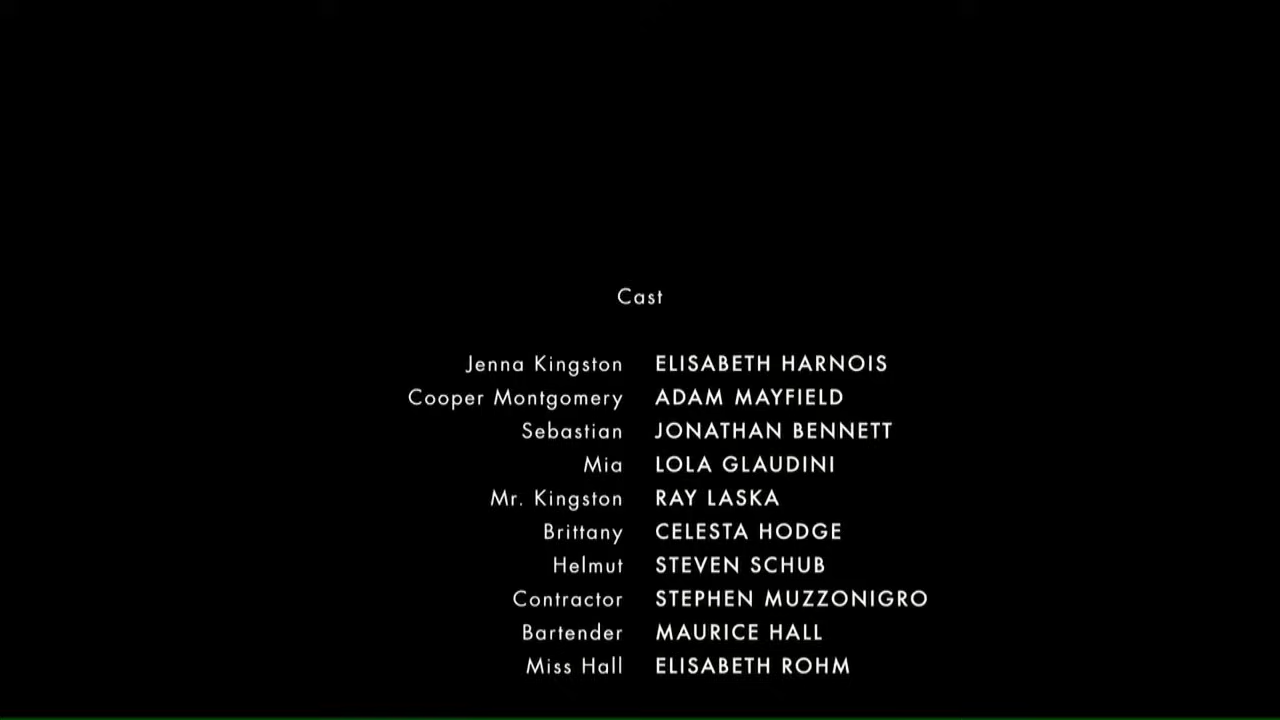 Cast
Jenna Kingston ELISABETH HARNOIS
Cooper Montgomery ADAM MAYFIELD
Sebastian JONATHAN BENNETT
Mia LOLA GLAUDINI
Mr. Kingston RAY LASKA
Brittany CELESTA HODGE
Helmut STEVEN SCHUB
Contractor STEPHEN MUZZONIGRO
Bartender MAURICE HALL
Miss Hall ELISABETH ROHM